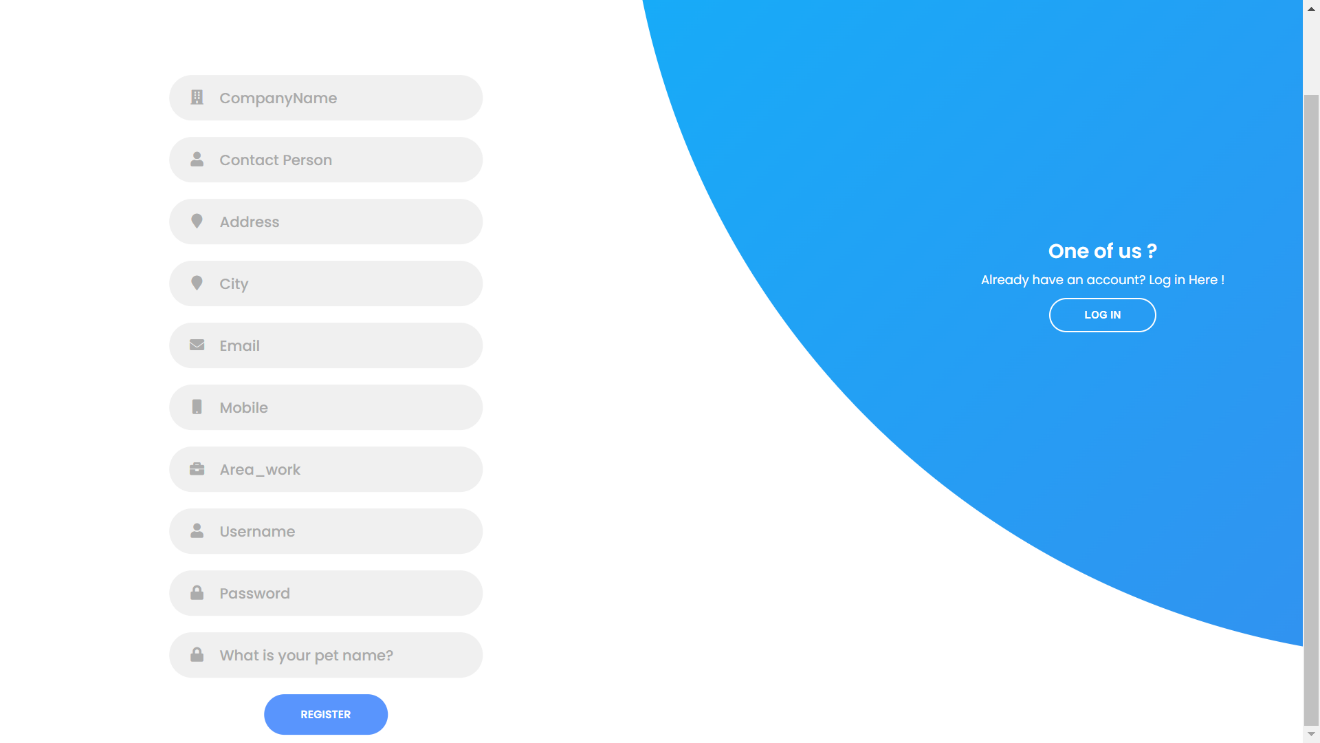 CompanyName
Contact Person
Address
City
Email
Mobile
Area_work
Username
Password
What is your pet name?
REGISTER
One of us ?
Already have an account? Log in Here !
LOG IN